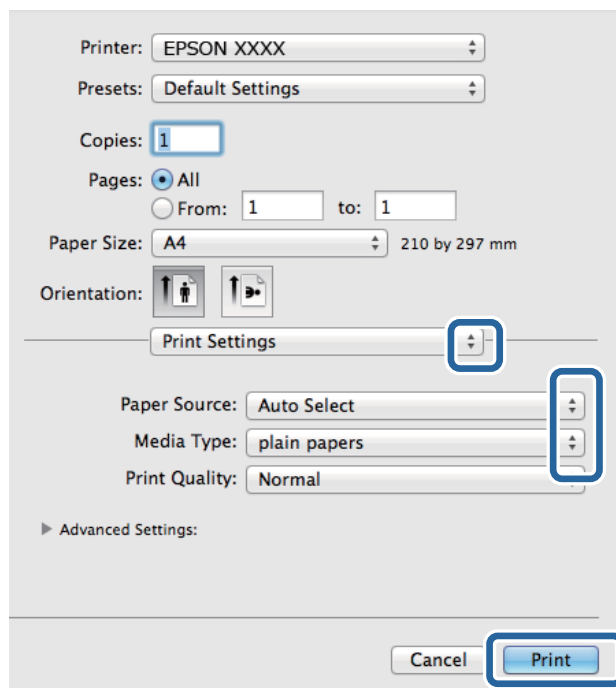 Printer: EPSON XXXX
Presets: Default Settings
Copies: 1
Pages: All
From: 1 to: 1
Paper Size: A4 210 by 297 mm
Orientation:
Print Settings
Paper Source: Auto Select
Media Type: plain papers
Print Quality: Normal
Advanced Settings:
Cancel Print